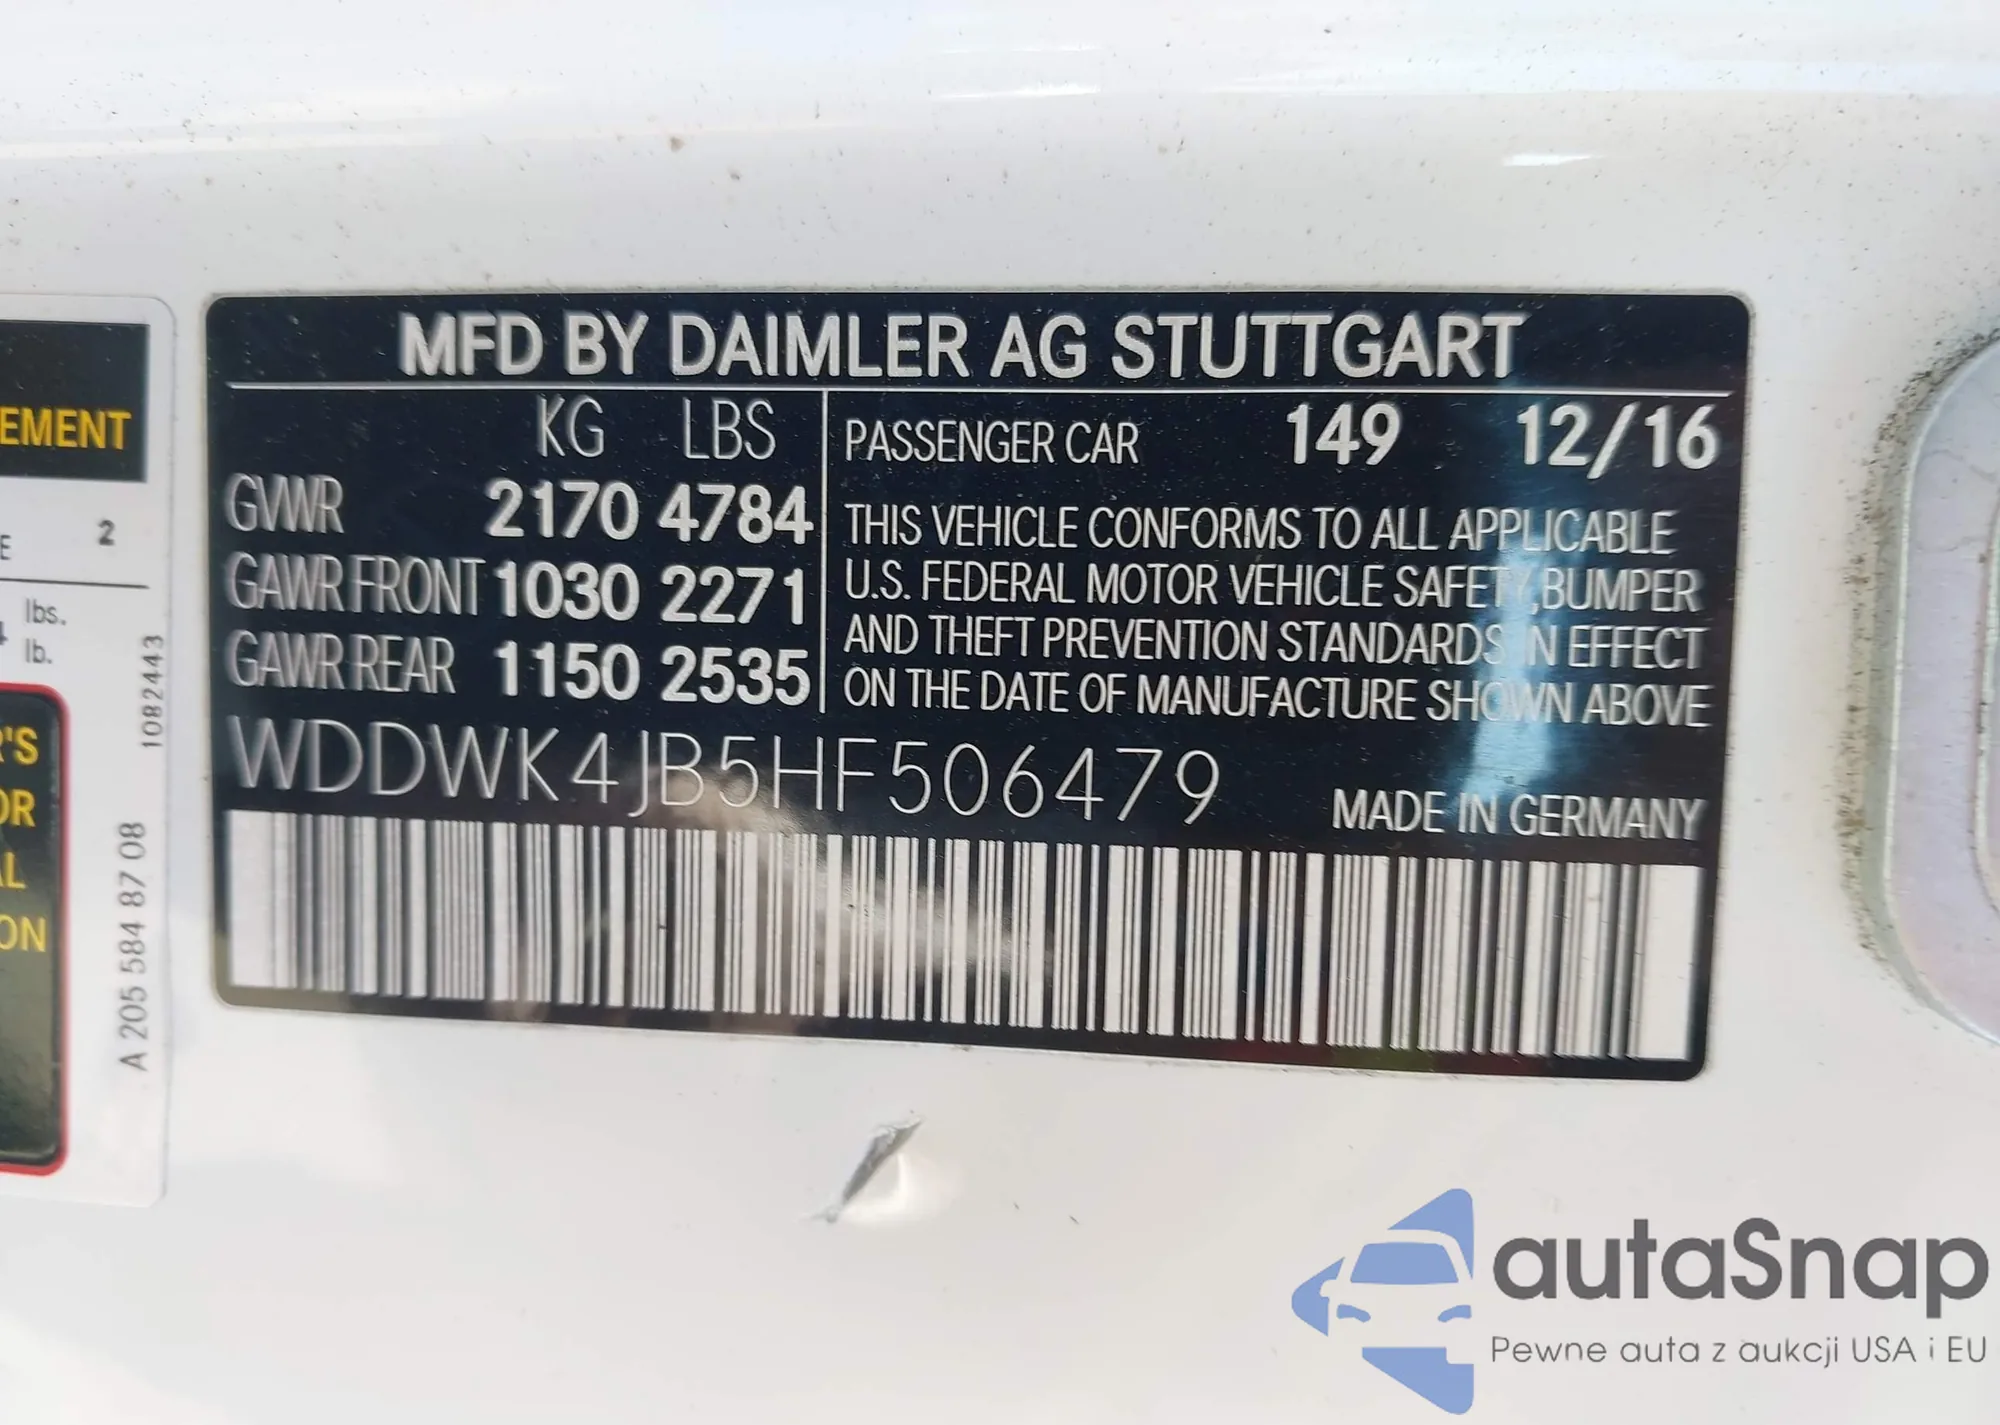 MFD BY DAIMLER AG STUTTGART
KG LBS
GVWR 2170 4784
GAWR FRONT 1030 2271
GAWR REAR 1150 2535
PASSENGER CAR 149 12/16
THIS VEHICLE CONFORMS TO ALL APPLICABLE
U.S. FEDERAL MOTOR VEHICLE SAFETY, BUMPER
AND THEFT PREVENTION STANDARDS IN EFFECT
ON THE DATE OF MANUFACTURE SHOWN ABOVE
WDDWK4JB5HF506479
MADE IN GERMANY
EMENT
E 2
lbs.
lb.
R'S
OR
AL
ON
1082443
A 205 584 87 08
autaSnap
Pewne auta z aukcji USA i EU